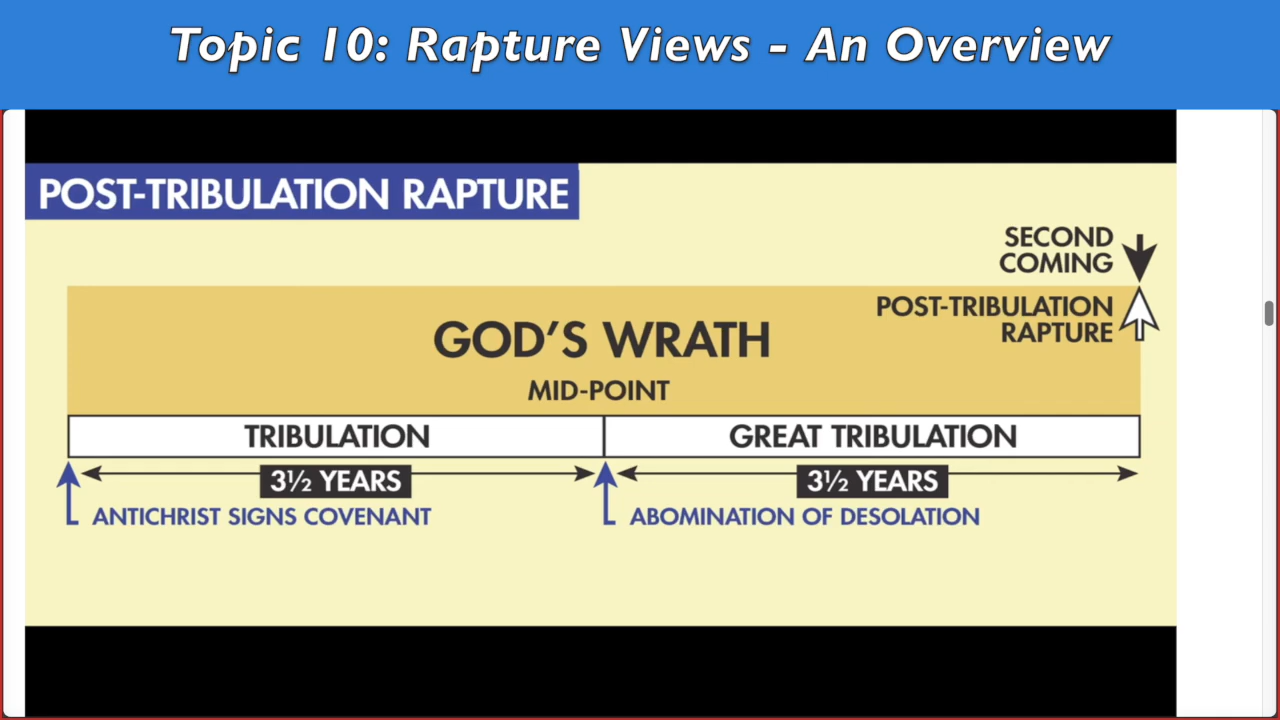 Topic 10: Rapture Views - An Overview
POST-TRIBULATION RAPTURE
SECOND
COMING
POST-TRIBULATION
RAPTURE
GOD'S WRATH
MID-POINT
TRIBULATION
GREAT TRIBULATION
3½ YEARS
3½ YEARS
ANTICHRIST SIGNS COVENANT
ABOMINATION OF DESOLATION